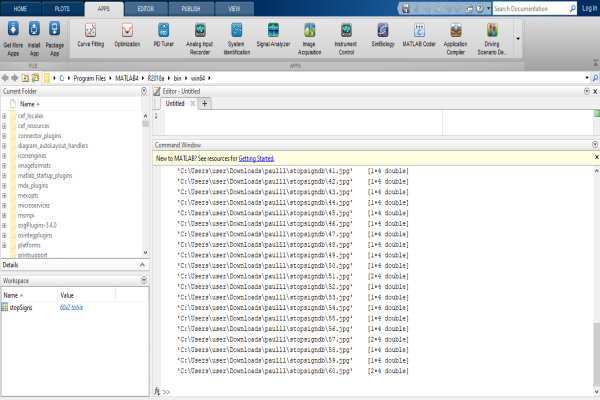 HOME PLOTS APPS EDITOR PUBLISH VIEW Search Documentation Log In
Get More Apps Install App Package App Curve Fitting Optimization PID Tuner Analog Input Recorder System Identification Signal Analyzer Image Acquisition Instrument Control SimBiology MATLAB Coder Application Compiler Driving Scenario De...
FILE APPS
C: Program Files MATLAB4 R2018a bin win64
Current Folder
Name
cef_locales
cef_resources
connector_plugins
diagram_autoLayout_handlers
iconengines
imageformats
matlab_startup_plugins
mde_plugins
mexopts
microservices
msmpi
osgPlugins-3.4.0
osintegplugins
platforms
printsupport
Details
Workspace
Name Value
stopSigns 60x2 table
Editor - Untitled
Untitled
1
Command Window
New to MATLAB? See resources for Getting Started.
'C:\Users\user\Downloads\paulll\stopsigndb\41.jpg' [1×4 double]
'C:\Users\user\Downloads\paulll\stopsigndb\42.jpg' [1×4 double]
'C:\Users\user\Downloads\paulll\stopsigndb\43.jpg' [1×4 double]
'C:\Users\user\Downloads\paulll\stopsigndb\44.jpg' [1×4 double]
'C:\Users\user\Downloads\paulll\stopsigndb\45.jpg' [1×4 double]
'C:\Users\user\Downloads\paulll\stopsigndb\46.jpg' [1×4 double]
'C:\Users\user\Downloads\paulll\stopsigndb\47.jpg' [1×4 double]
'C:\Users\user\Downloads\paulll\stopsigndb\48.jpg' [1×4 double]
'C:\Users\user\Downloads\paulll\stopsigndb\49.jpg' [1×4 double]
'C:\Users\user\Downloads\paulll\stopsigndb\50.jpg' [1×4 double]
'C:\Users\user\Downloads\paulll\stopsigndb\51.jpg' [2×4 double]
'C:\Users\user\Downloads\paulll\stopsigndb\52.jpg' [1×4 double]
'C:\Users\user\Downloads\paulll\stopsigndb\53.jpg' [1×4 double]
'C:\Users\user\Downloads\paulll\stopsigndb\54.jpg' [1×4 double]
'C:\Users\user\Downloads\paulll\stopsigndb\55.jpg' [1×4 double]
'C:\Users\user\Downloads\paulll\stopsigndb\56.jpg' [1×4 double]
'C:\Users\user\Downloads\paulll\stopsigndb\57.jpg' [2×4 double]
'C:\Users\user\Downloads\paulll\stopsigndb\58.jpg' [1×4 double]
'C:\Users\user\Downloads\paulll\stopsigndb\59.jpg' [1×4 double]
'C:\Users\user\Downloads\paulll\stopsigndb\60.jpg' [2×4 double]
fx >>